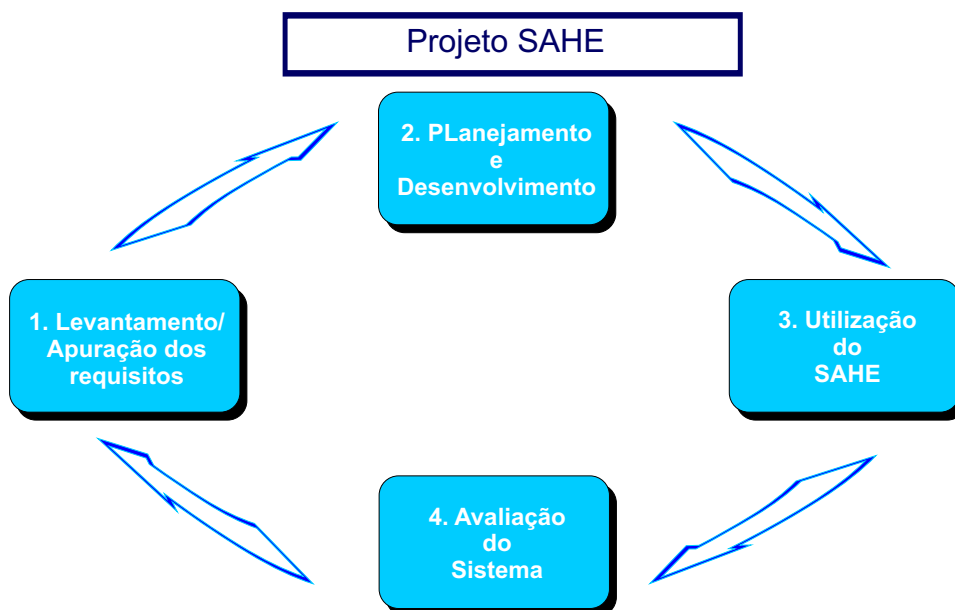 Projeto SAHE
2. PLanejamento
e
Desenvolvimento
1. Levantamento/
Apuração dos
requisitos
3. Utilização
do
SAHE
4. Avaliação
do
Sistema